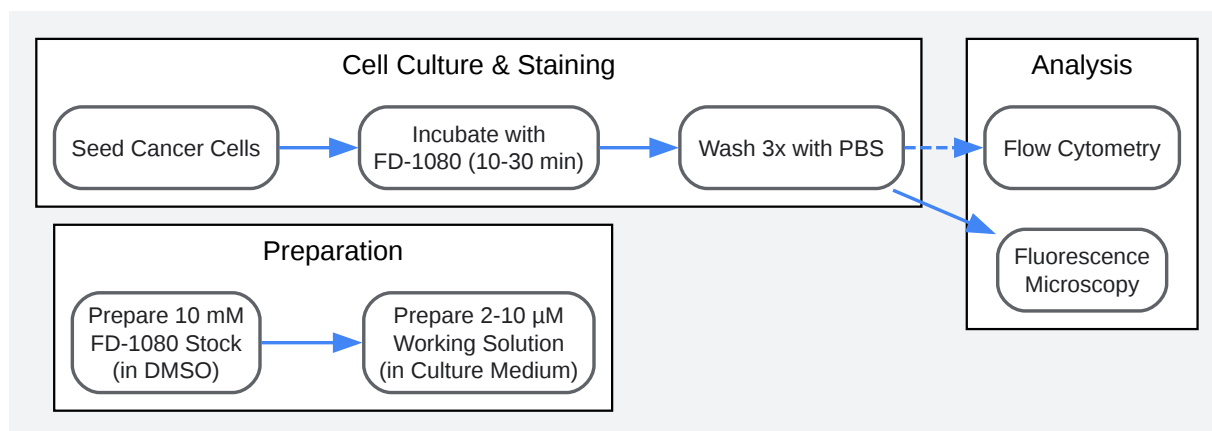 Cell Culture & Staining
Seed Cancer Cells
Incubate with
FD-1080 (10-30 min)
Wash 3x with PBS
Analysis
Flow Cytometry
Fluorescence
Microscopy
Preparation
Prepare 10 mM
FD-1080 Stock
(in DMSO)
Prepare 2-10 µM
Working Solution
(in Culture Medium)